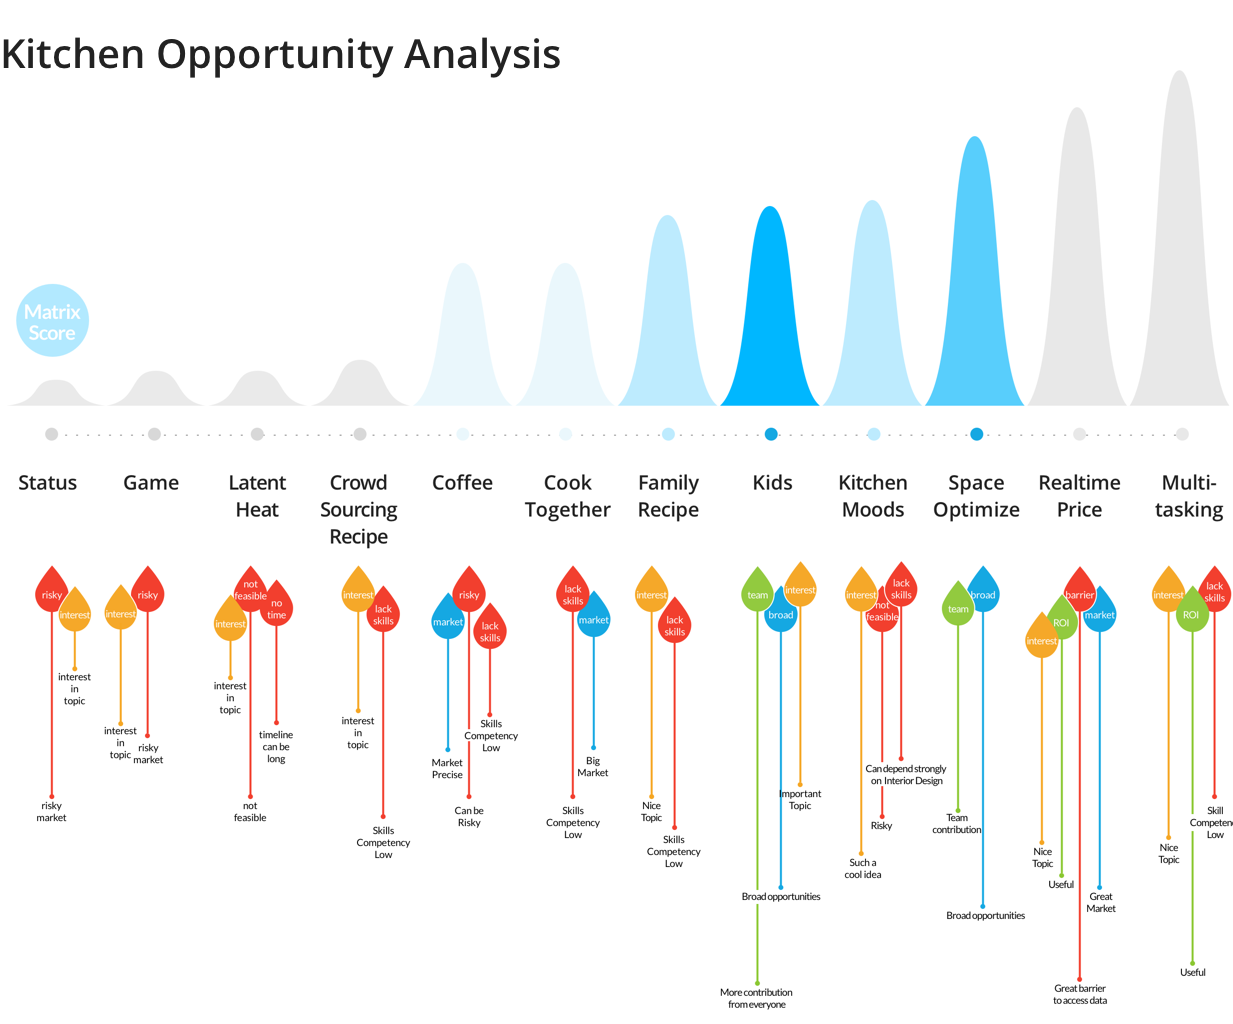 Kitchen Opportunity Analysis
Matrix
Score
Status
Game
Latent
Heat
Crowd
Sourcing
Recipe
Coffee
Cook
Together
Family
Recipe
Kids
Kitchen
Moods
Space
Optimize
Realtime
Price
Multi-
tasking
risky
interest
interest
in
topic
risky
market
interest
risky
interest
in
topic
risky
market
not
feasible
interest
no
time
interest
in
topic
timeline
can be
long
not
feasible
interest
lack
skills
interest
in
topic
Skills
Competency
Low
market
risky
lack
skills
Skills
Competency
Low
Market
Precise
Can be
Risky
lack
skills
market
Big
Market
Skills
Competency
Low
interest
lack
skills
Nice
Topic
Skills
Competency
Low
team
broad
interest
Important
Topic
Broad opportunities
More contribution
from everyone
interest
not
feasible
lack
skills
Can depend strongly
on Interior Design
Risky
Such a
cool idea
team
broad
Team
contribution
Broad opportunities
interest
ROI
barrier
market
Nice
Topic
Useful
Great
Market
Great barrier
to access data
interest
ROI
lack
skills
Skill
Competen
Low
Nice
Topic
Useful